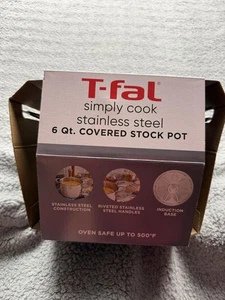 T-fal
simply cook
stainless steel
6 Qt. COVERED STOCK POT
STAINLESS STEEL
CONSTRUCTION
RIVETED STAINLESS
STEEL HANDLES
INDUCTION
BASE
OVEN SAFE UP TO 500°F